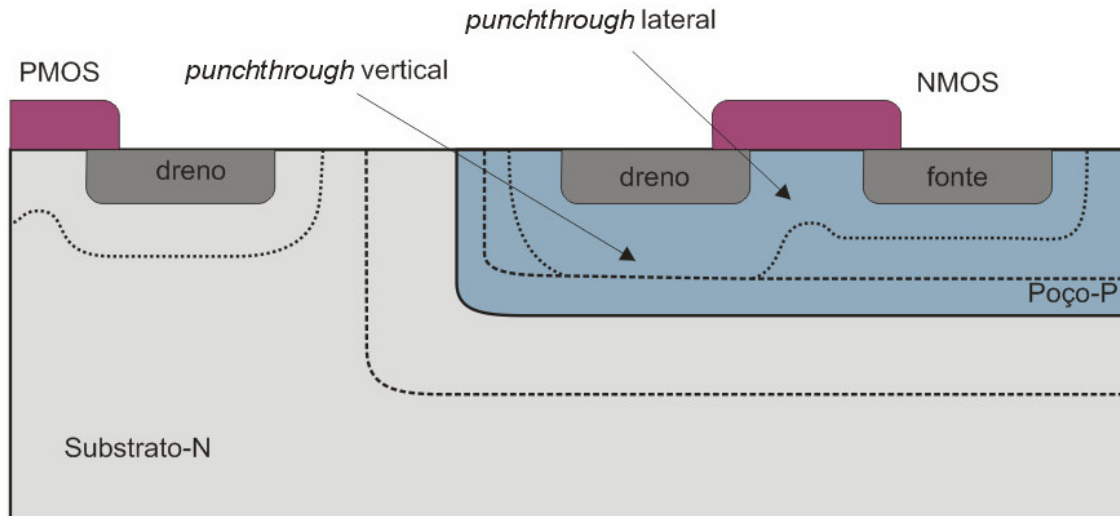 punchthrough lateral
PMOS
punchthrough vertical
NMOS
dreno
dreno
fonte
Poço-P
Substrato-N